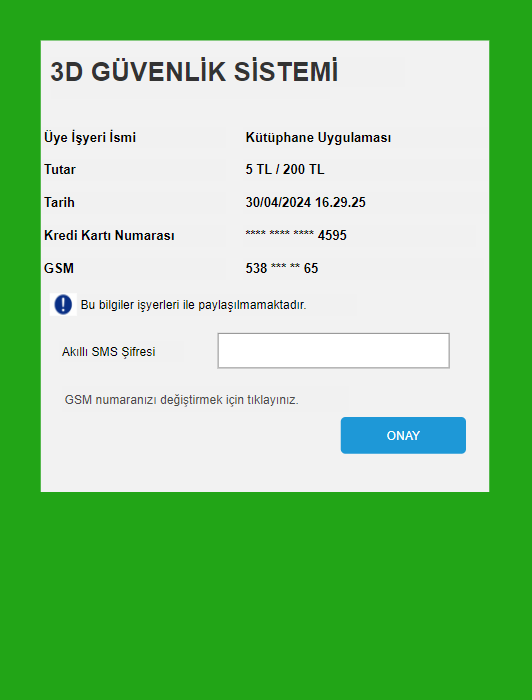 3D GÜVENLİK SİSTEMİ
Üye İşyeri İsmi Kütüphane Uygulaması
Tutar 5 TL / 200 TL
Tarih 30/04/2024 16.29.25
Kredi Kartı Numarası **** **** **** 4595
GSM 538 *** ** 65
Bu bilgiler işyerleri ile paylaşılmamaktadır.
Akıllı SMS Şifresi
GSM numaranızı değiştirmek için tıklayınız.
ONAY